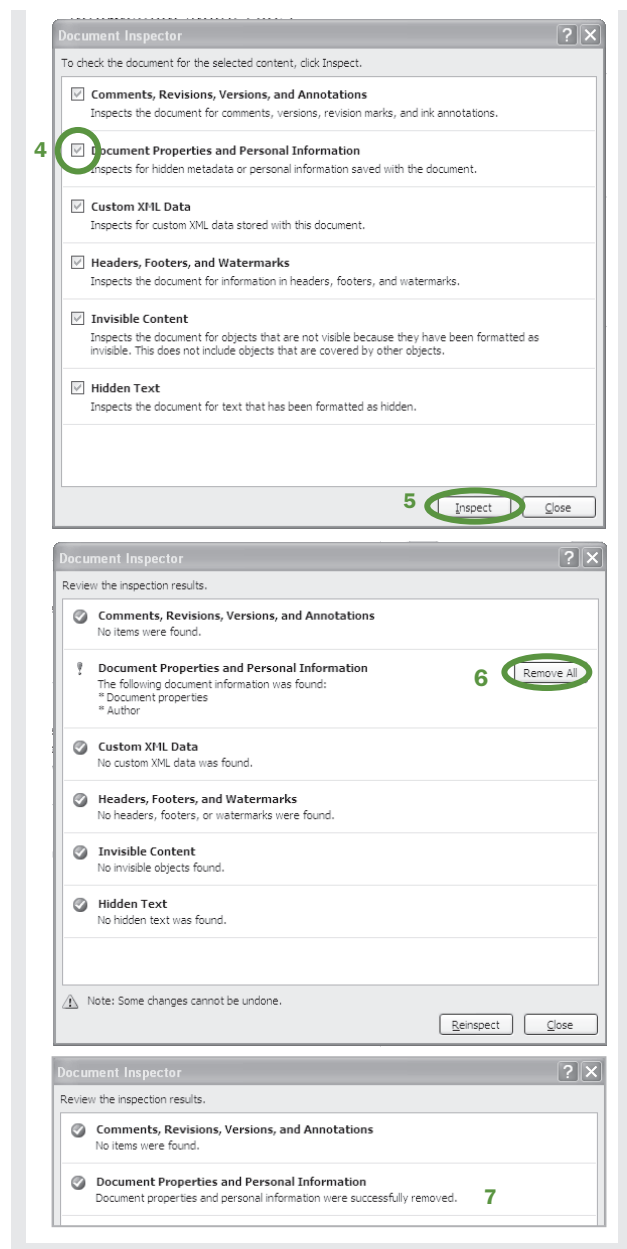 Document Inspector
To check the document for the selected content, click Inspect.
Comments, Revisions, Versions, and Annotations
Inspects the document for comments, versions, revision marks, and ink annotations.
4
Document Properties and Personal Information
Inspects for hidden metadata or personal information saved with the document.
Custom XML Data
Inspects for custom XML data stored with this document.
Headers, Footers, and Watermarks
Inspects the document for information in headers, footers, and watermarks.
Invisible Content
Inspects the document for objects that are not visible because they have been formatted as
invisible. This does not include objects that are covered by other objects.
Hidden Text
Inspects the document for text that has been formatted as hidden.
5 Inspect Close
Document Inspector
Review the inspection results.
Comments, Revisions, Versions, and Annotations
No items were found.
Document Properties and Personal Information
6 Remove All
The following document information was found:
* Document properties
* Author
Custom XML Data
No custom XML data was found.
Headers, Footers, and Watermarks
No headers, footers, or watermarks were found.
Invisible Content
No invisible objects found.
Hidden Text
No hidden text was found.
Note: Some changes cannot be undone.
Reinspect Close
Document Inspector
Review the inspection results.
Comments, Revisions, Versions, and Annotations
No items were found.
Document Properties and Personal Information
Document properties and personal information were successfully removed. 7